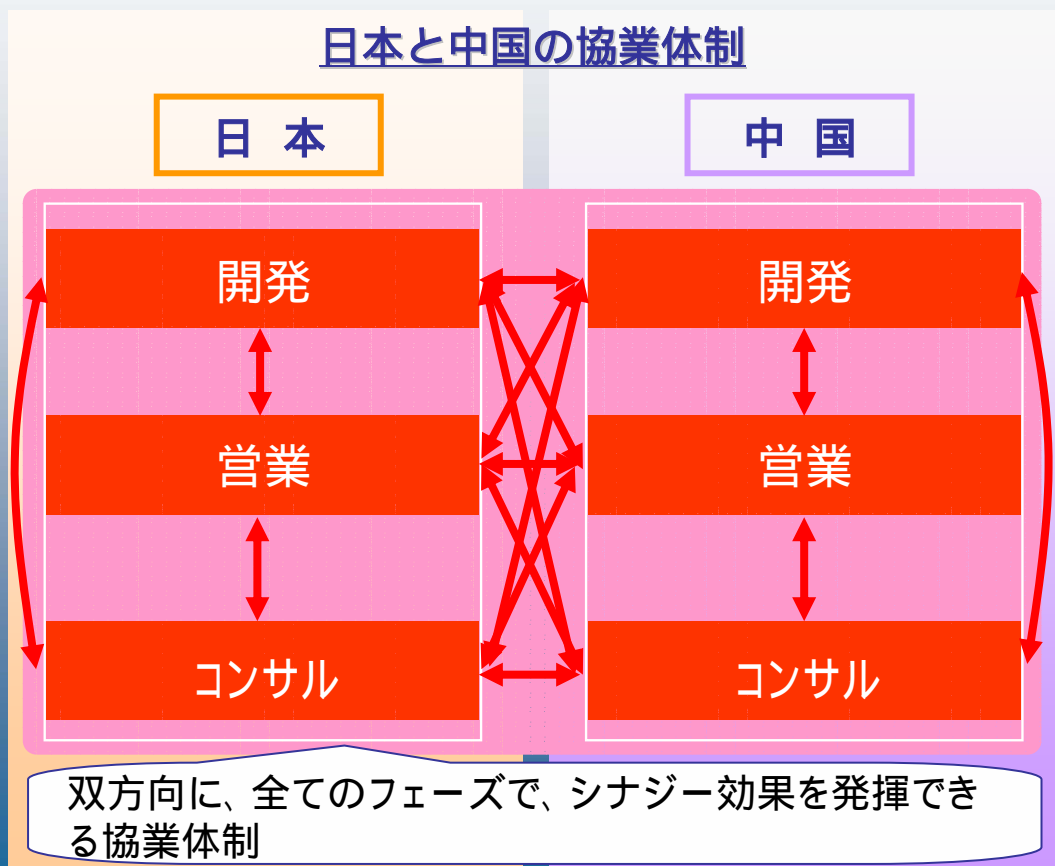 日本と中国の協業体制
日 本
中 国
開発
開発
営業
営業
コンサル
コンサル
双方向に、全てのフェーズで、シナジー効果を発揮でき
る協業体制